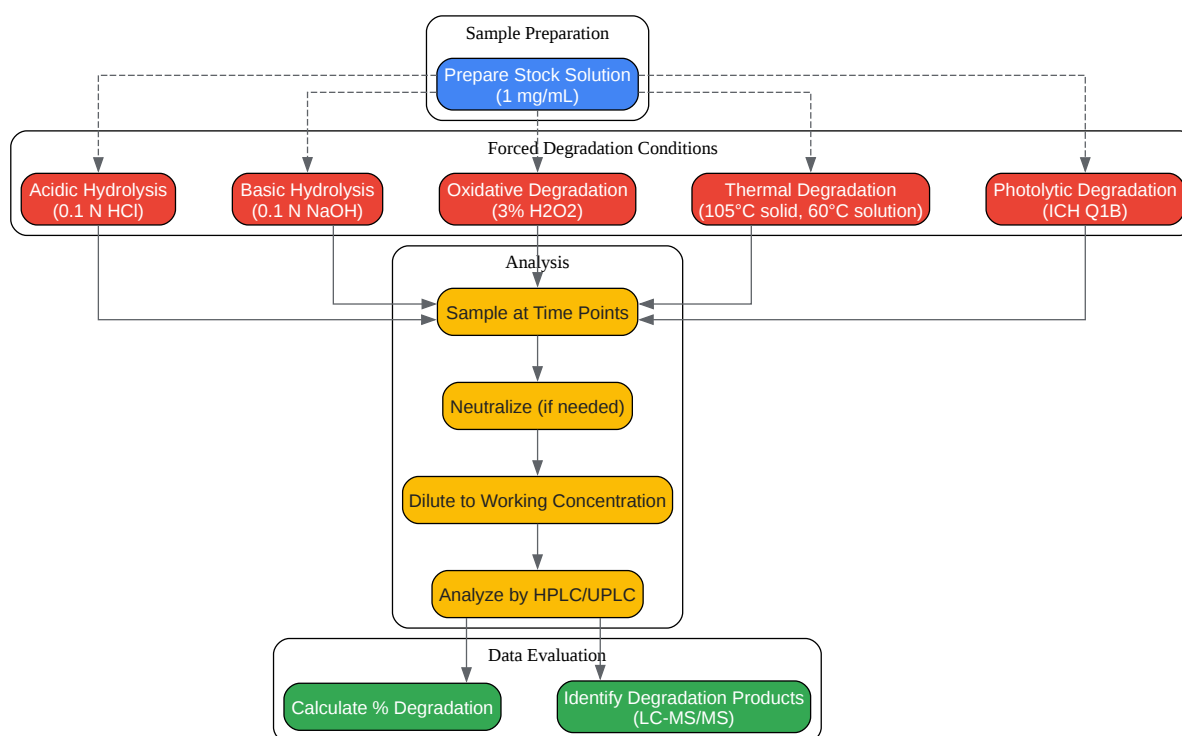 Sample Preparation
Prepare Stock Solution
(1 mg/mL)
Forced Degradation Conditions
Acidic Hydrolysis
(0.1 N HCl)
Basic Hydrolysis
(0.1 N NaOH)
Oxidative Degradation
(3% H2O2)
Thermal Degradation
(105°C solid, 60°C solution)
Photolytic Degradation
(ICH Q1B)
Analysis
Sample at Time Points
Neutralize (if needed)
Dilute to Working Concentration
Analyze by HPLC/UPLC
Data Evaluation
Calculate % Degradation
Identify Degradation Products
(LC-MS/MS)